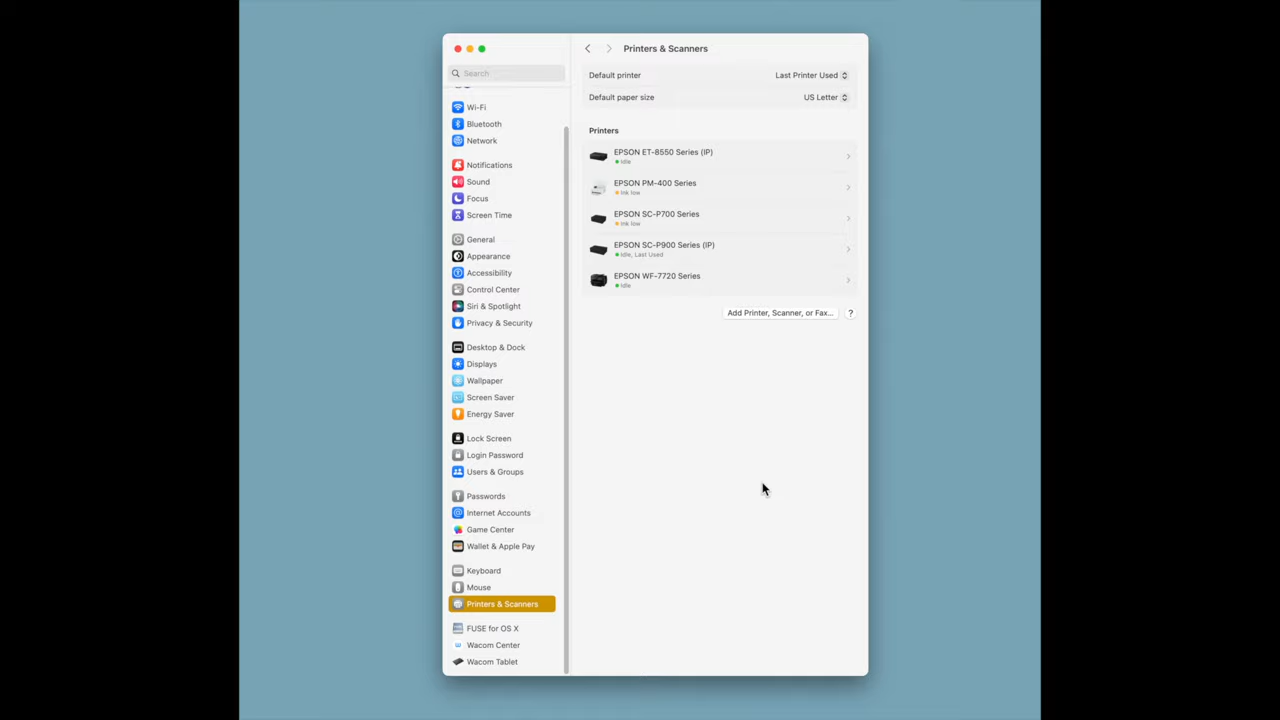 Search
Wi-Fi
Bluetooth
Network
Notifications
Sound
Focus
Screen Time
General
Appearance
Accessibility
Control Center
Siri & Spotlight
Privacy & Security
Desktop & Dock
Displays
Wallpaper
Screen Saver
Energy Saver
Lock Screen
Login Password
Users & Groups
Passwords
Internet Accounts
Game Center
Wallet & Apple Pay
Keyboard
Mouse
Printers & Scanners
FUSE for OS X
Wacom Center
Wacom Tablet
Printers & Scanners
Default printer Last Printer Used
Default paper size US Letter
Printers
EPSON ET-8550 Series (IP)
Idle
EPSON PM-400 Series
Ink low
EPSON SC-P700 Series
Ink low
EPSON SC-P900 Series (IP)
Idle, Last Used
EPSON WF-7720 Series
Idle
Add Printer, Scanner, or Fax...
?